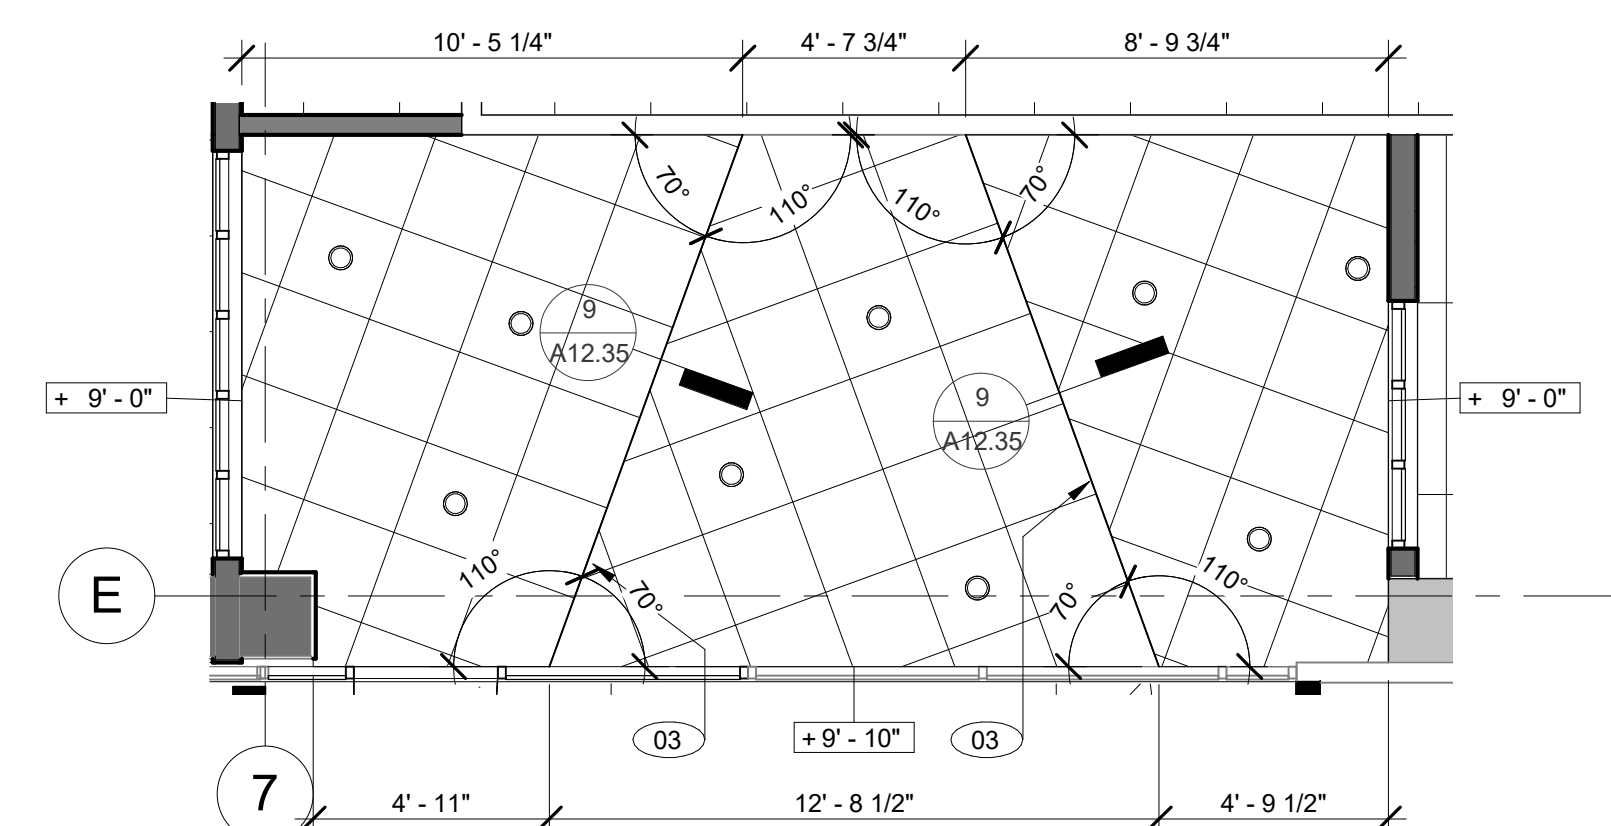 10' - 5 1/4"
4' - 7 3/4"
8' - 9 3/4"
70°
110°
110°
70°
9
A12.35
9
A12.35
+ 9' - 0"
+ 9' - 0"
110°
70°
70°
110°
E
03
+ 9' - 10"
03
7
4' - 11"
12' - 8 1/2"
4' - 9 1/2"